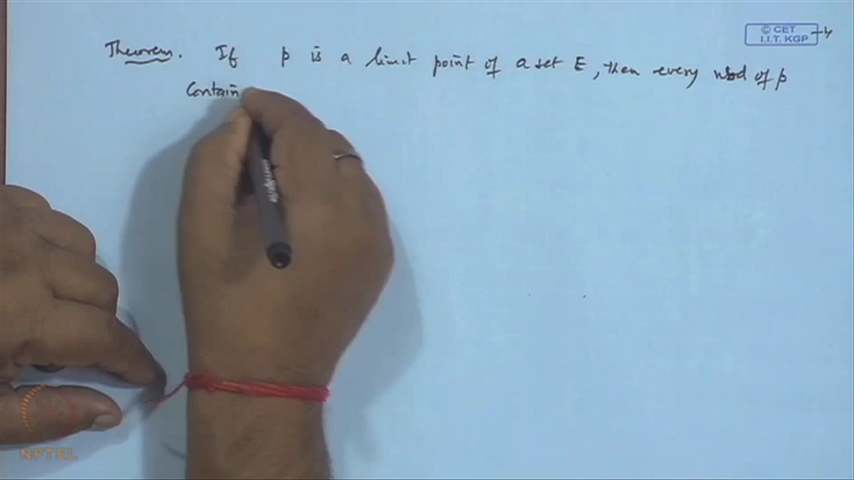 © CET
I.I.T. KGP
Theorem. If p is a limit point of a set E, then every nbd of p
Contain
NPTEL